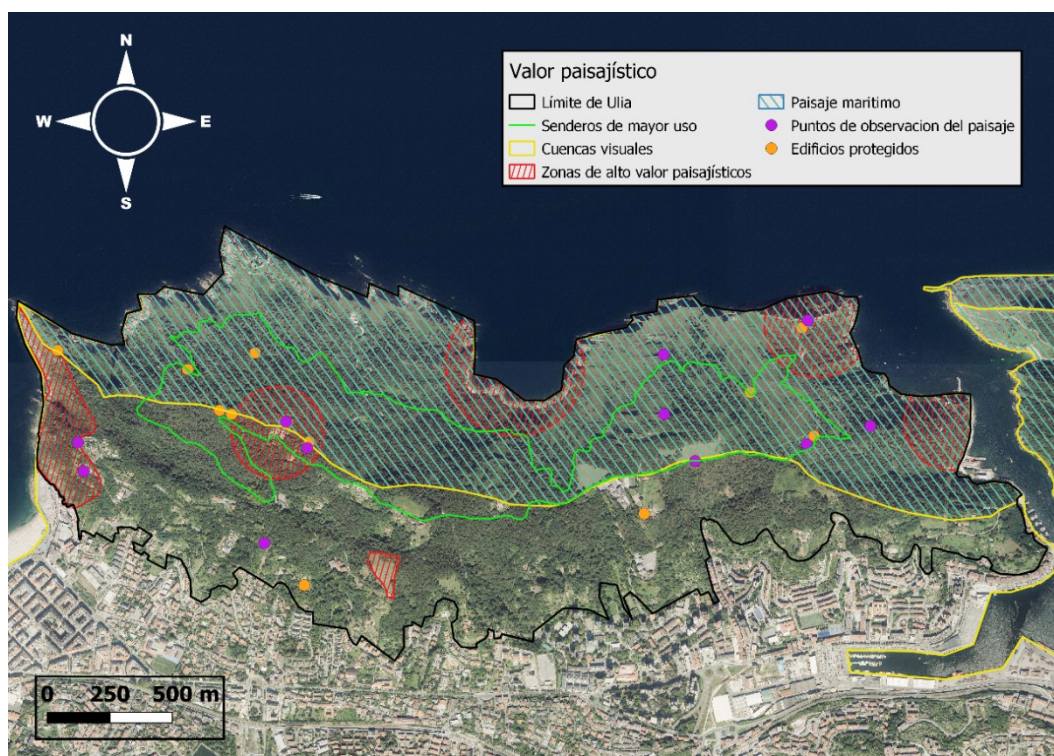 N
W E
S
Valor paisajístico
Límite de Ulia
Senderos de mayor uso
Cuencas visuales
Zonas de alto valor paisajísticos
Paisaje maritimo
Puntos de observacion del paisaje
Edificios protegidos
0 250 500 m